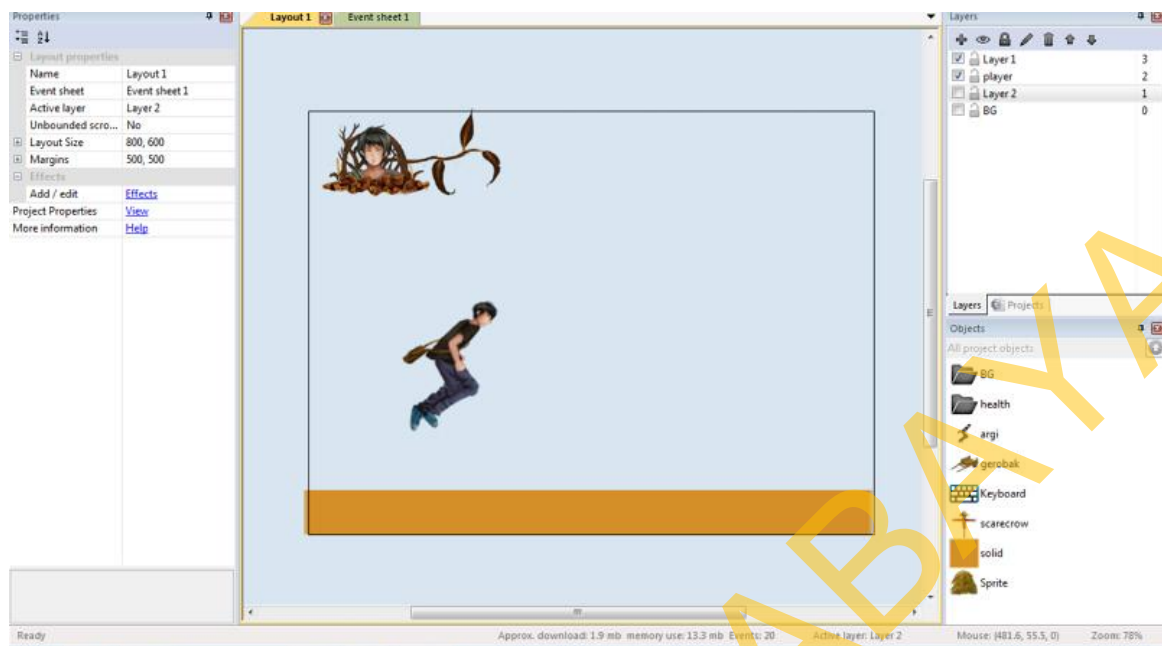 Properties
Layout properties
Name Layout 1
Event sheet Event sheet 1
Active layer Layer 2
Unbounded scro... No
Layout Size 800, 600
Margins 500, 500
Effects
Add / edit Effects
Project Properties View
More information Help
Layout 1 Event sheet 1
Layers
Layer 1 3
player 2
Layer 2 1
BG 0
Layers Projects
Objects
All project objects
BG
health
argi
gerobak
Keyboard
scarecrow
solid
Sprite
Ready Approx. download: 1.9 mb memory use: 13.3 mb Events: 20 Active layer: Layer 2 Mouse: (481.6, 55.5, 0) Zoom: 78%
ABAYA